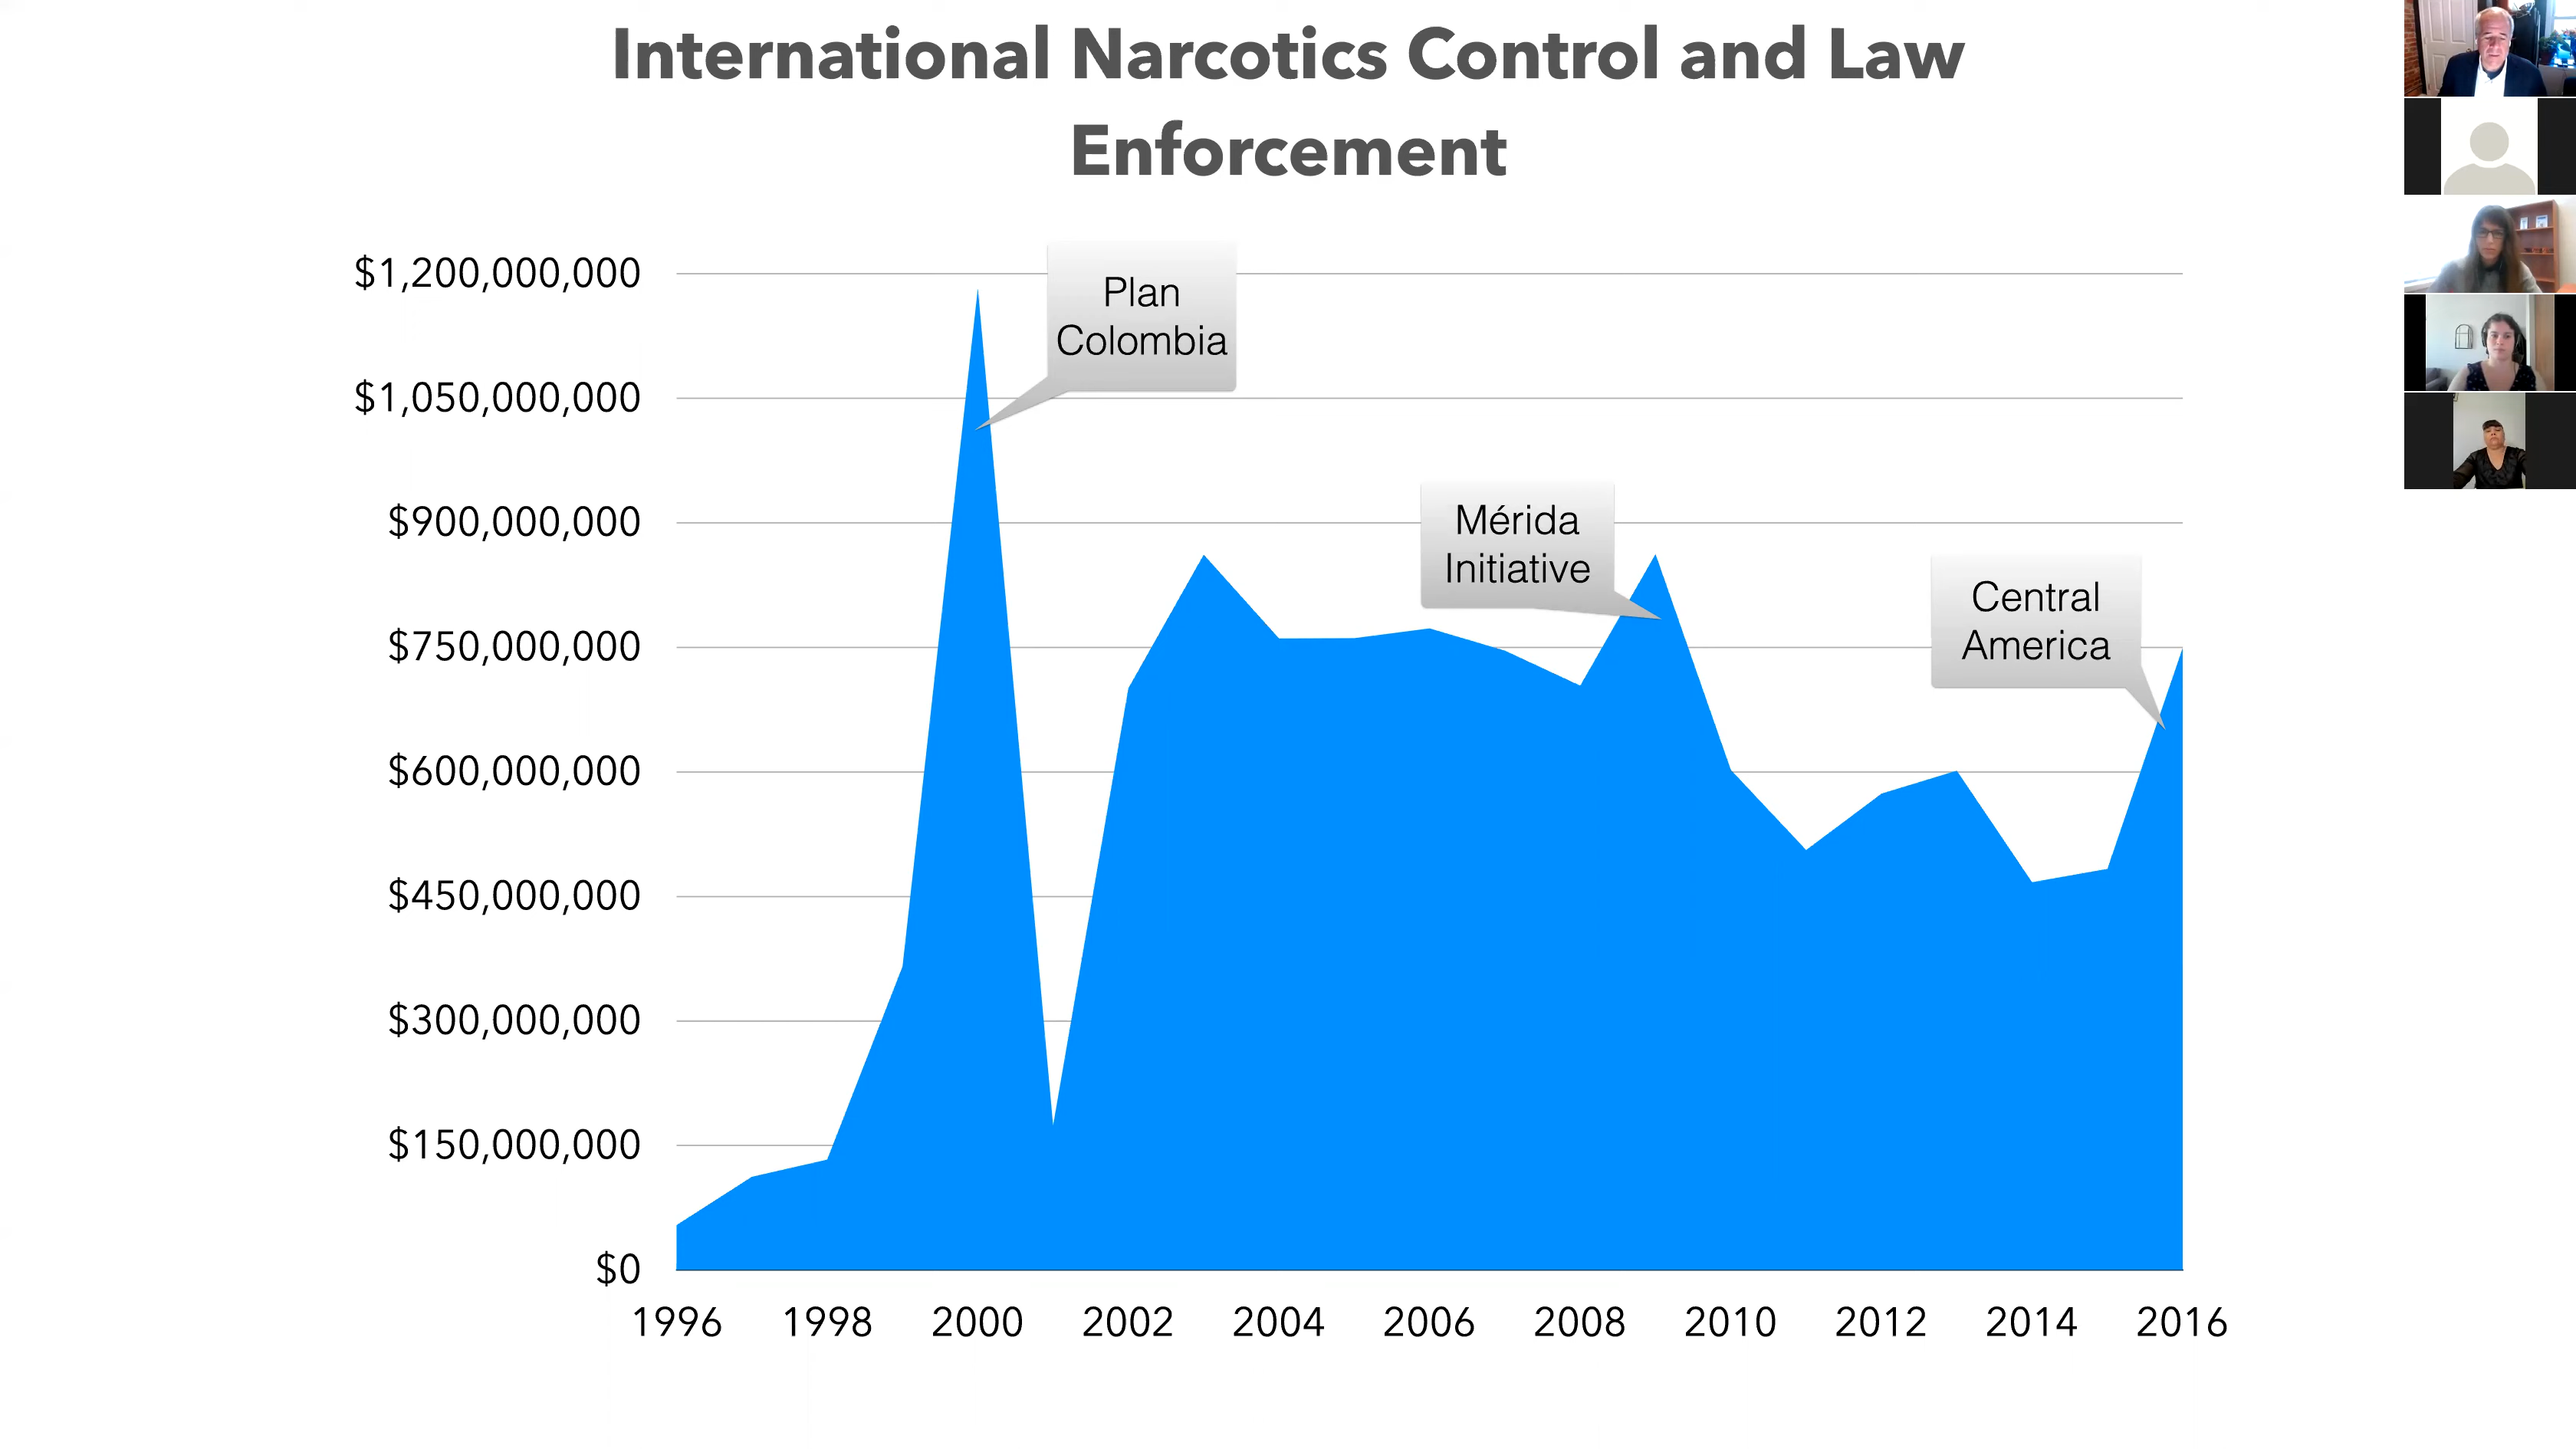 International Narcotics Control and Law
Enforcement
$1,200,000,000
$1,050,000,000
$900,000,000
$750,000,000
$600,000,000
$450,000,000
$300,000,000
$150,000,000
$0
Plan
Colombia
Mérida
Initiative
Central
America
1996 1998 2000 2002 2004 2006 2008 2010 2012 2014 2016